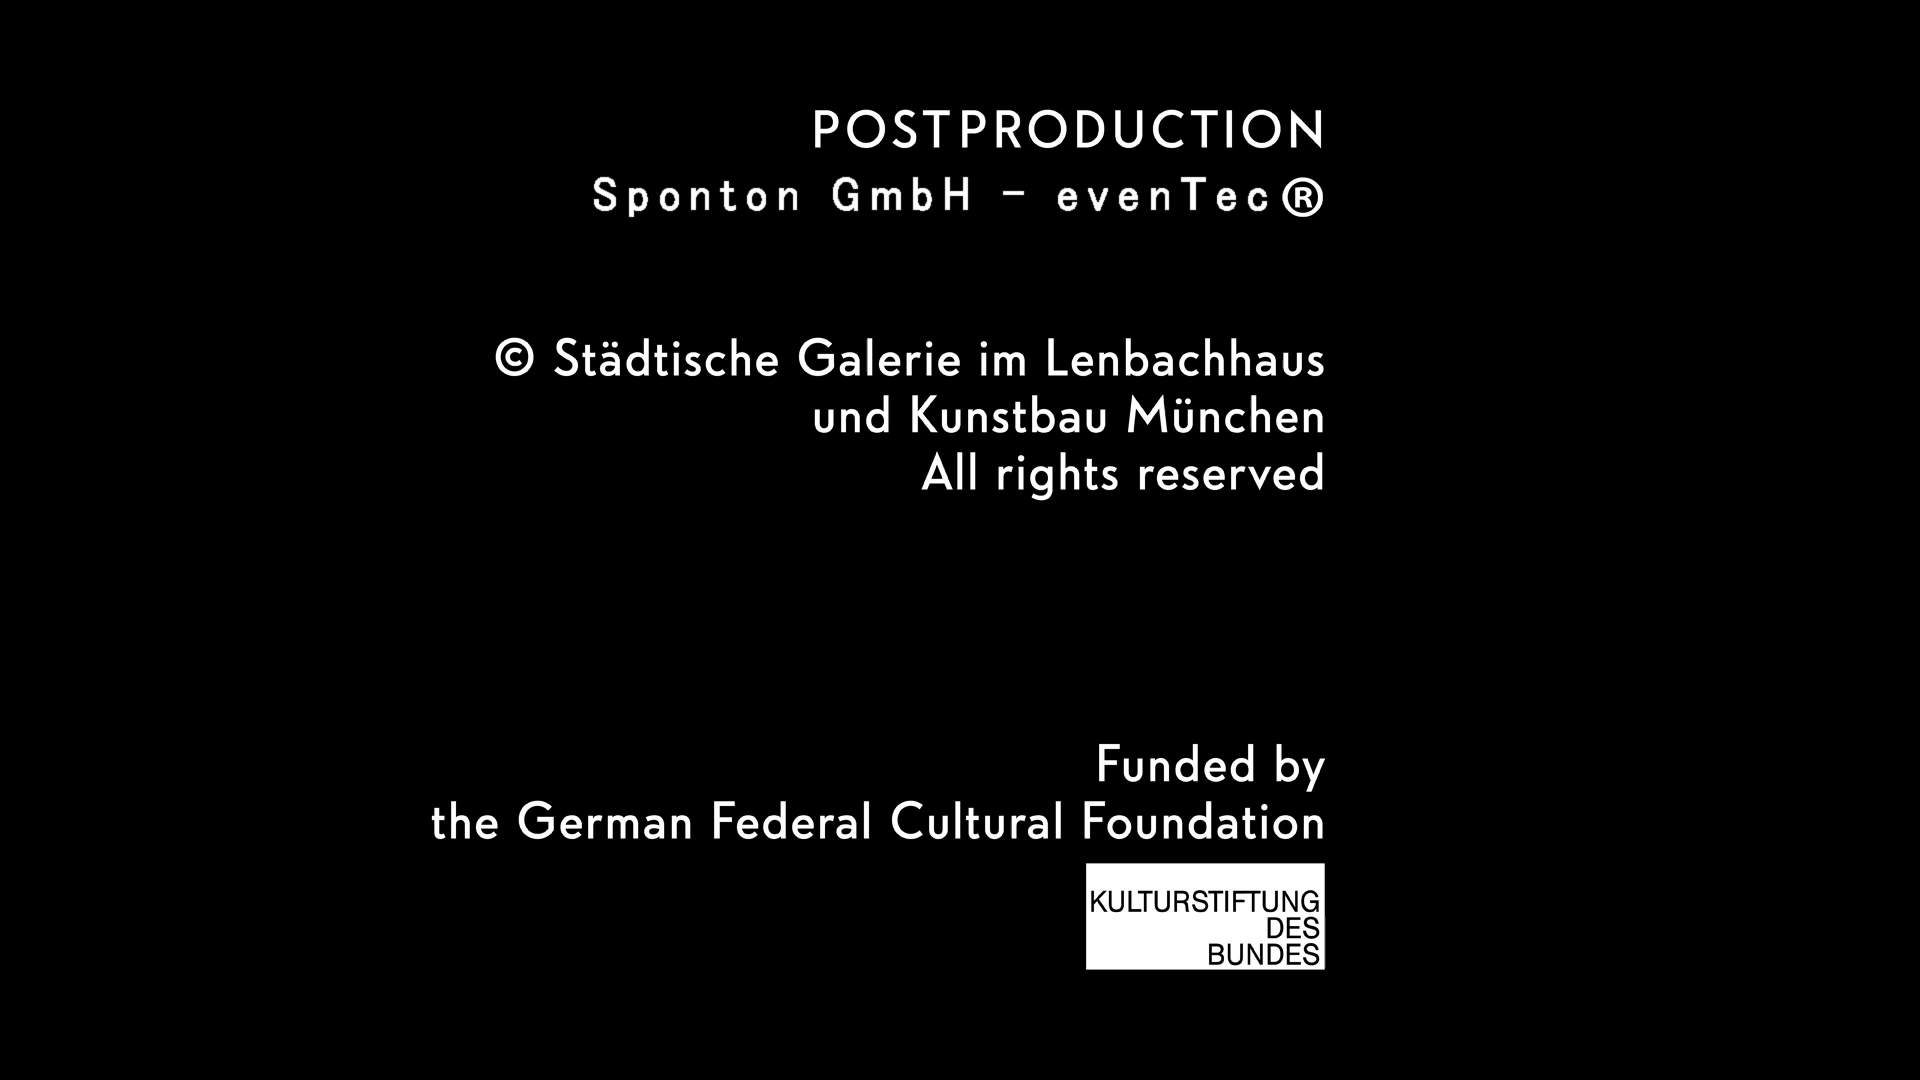 POSTPRODUCTION
Sponton GmbH - evenTec®
© Städtische Galerie im Lenbachhaus
und Kunstbau München
All rights reserved
Funded by
the German Federal Cultural Foundation
KULTURSTIFTUNG
DES
BUNDES